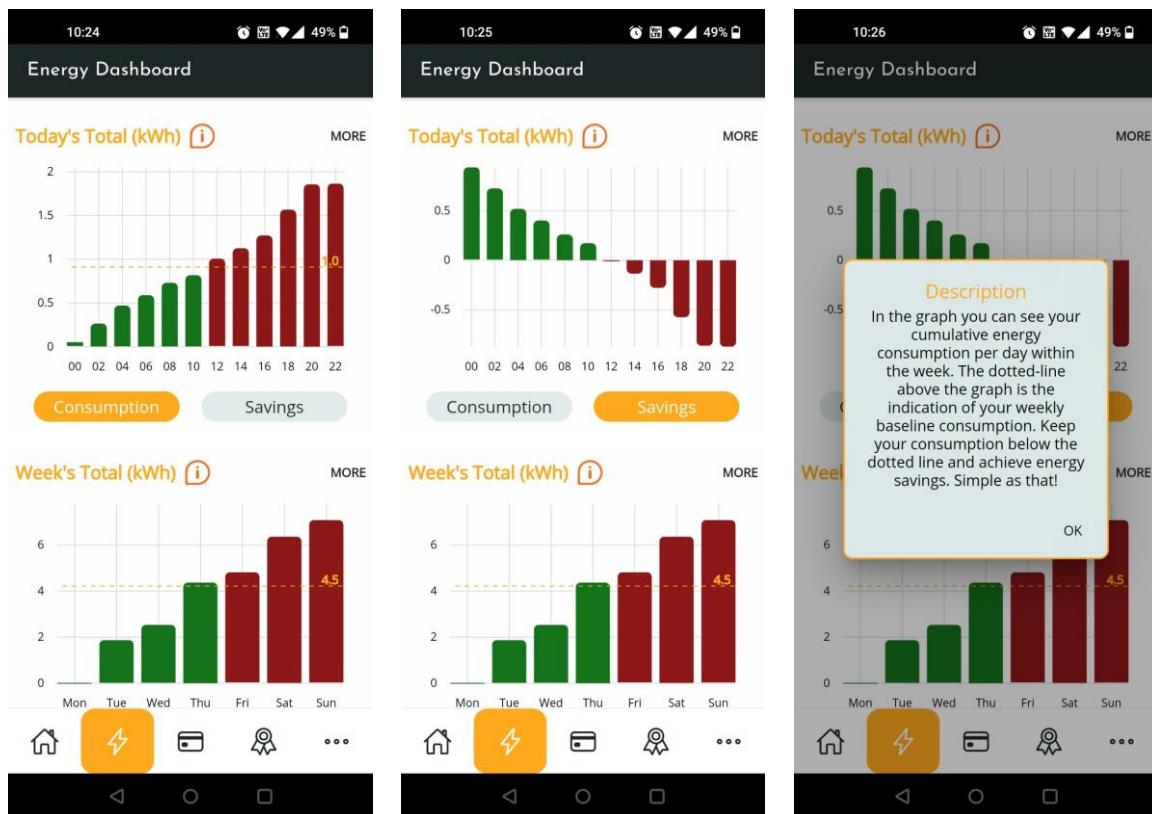 10:24 49%
Energy Dashboard
Today's Total (kWh) i MORE
2
1.5
1
1.0
0.5
0
00 02 04 06 08 10 12 14 16 18 20 22
Consumption Savings
Week's Total (kWh) i MORE
6
4.5
4
2
0
Mon Tue Wed Thu Fri Sat Sun
10:25 49%
Energy Dashboard
Today's Total (kWh) i MORE
0.5
0
-0.5
00 02 04 06 08 10 12 14 16 18 20 22
Consumption Savings
Week's Total (kWh) i MORE
6
4.5
4
2
0
Mon Tue Wed Thu Fri Sat Sun
10:26 49%
Energy Dashboard
Today's Total (kWh) i MORE
0.5
0
-0.5
22
Description
In the graph you can see your
cumulative energy
consumption per day within
the week. The dotted-line
above the graph is the
indication of your weekly
baseline consumption. Keep
your consumption below the
dotted line and achieve energy
savings. Simple as that!
OK
Week
MORE
6
4.5
4
2
0
Mon Tue Wed Thu Fri Sat Sun